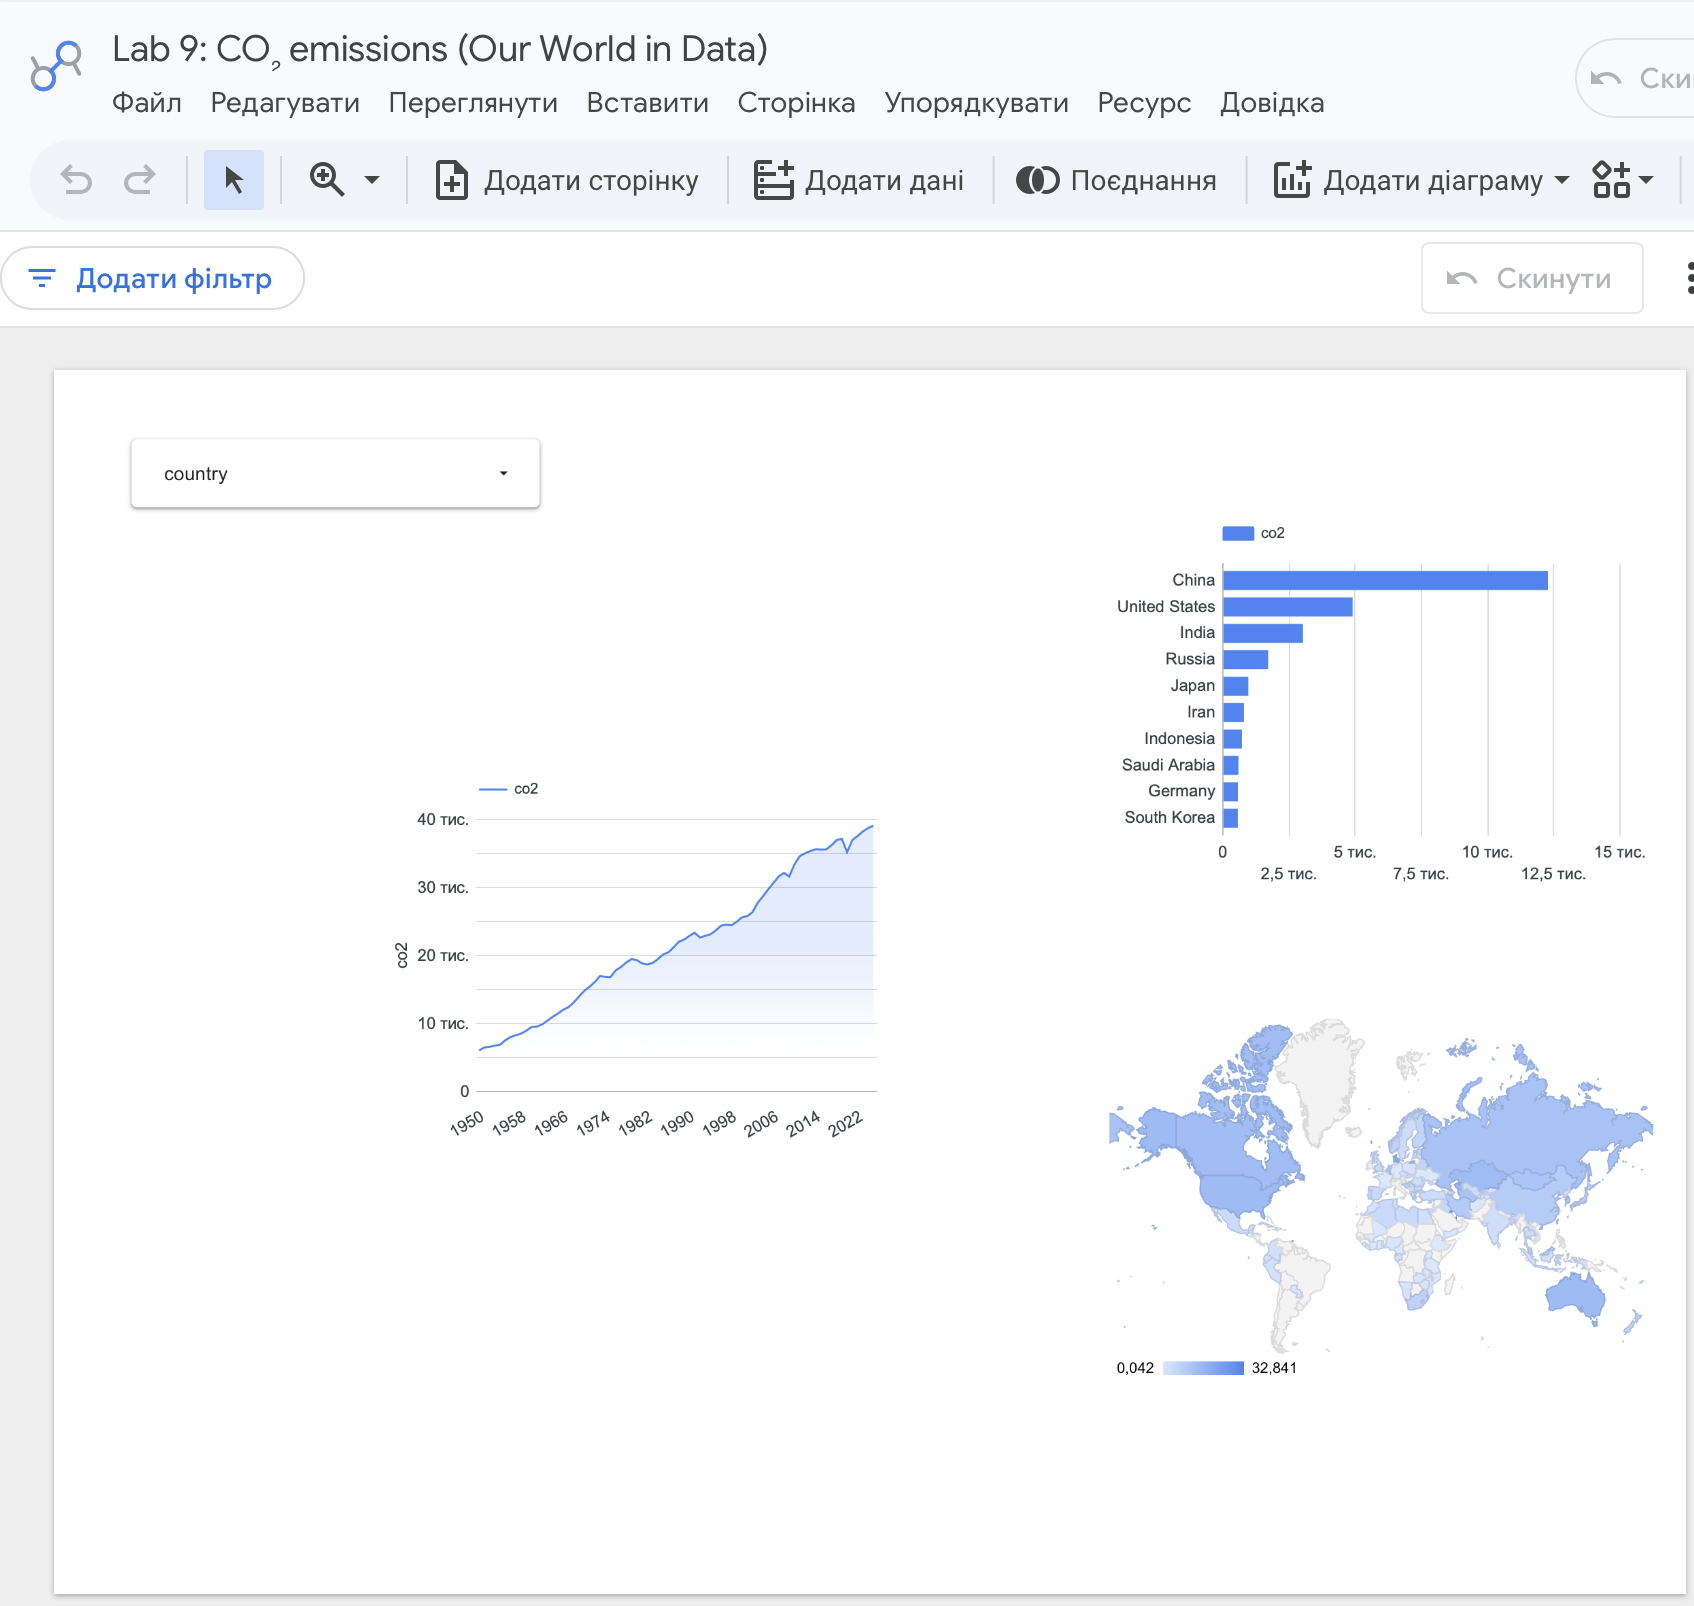 Lab 9: CO₂ emissions (Our World in Data)
Файл Редагувати Переглянути Вставити Сторінка Упорядкувати Ресурс Довідка
Додати сторінку Додати дані Поєднання Додати діаграму
Додати фільтр Скинути
country
co2
China
United States
India
Russia
Japan
Iran
Indonesia
Saudi Arabia
Germany
South Korea
0 5 тис. 10 тис. 15 тис.
2,5 тис. 7,5 тис. 12,5 тис.
co2
40 тис.
30 тис.
20 тис.
10 тис.
0
co2
1950 1958 1966 1974 1982 1990 1998 2006 2014 2022
0,042 32,841